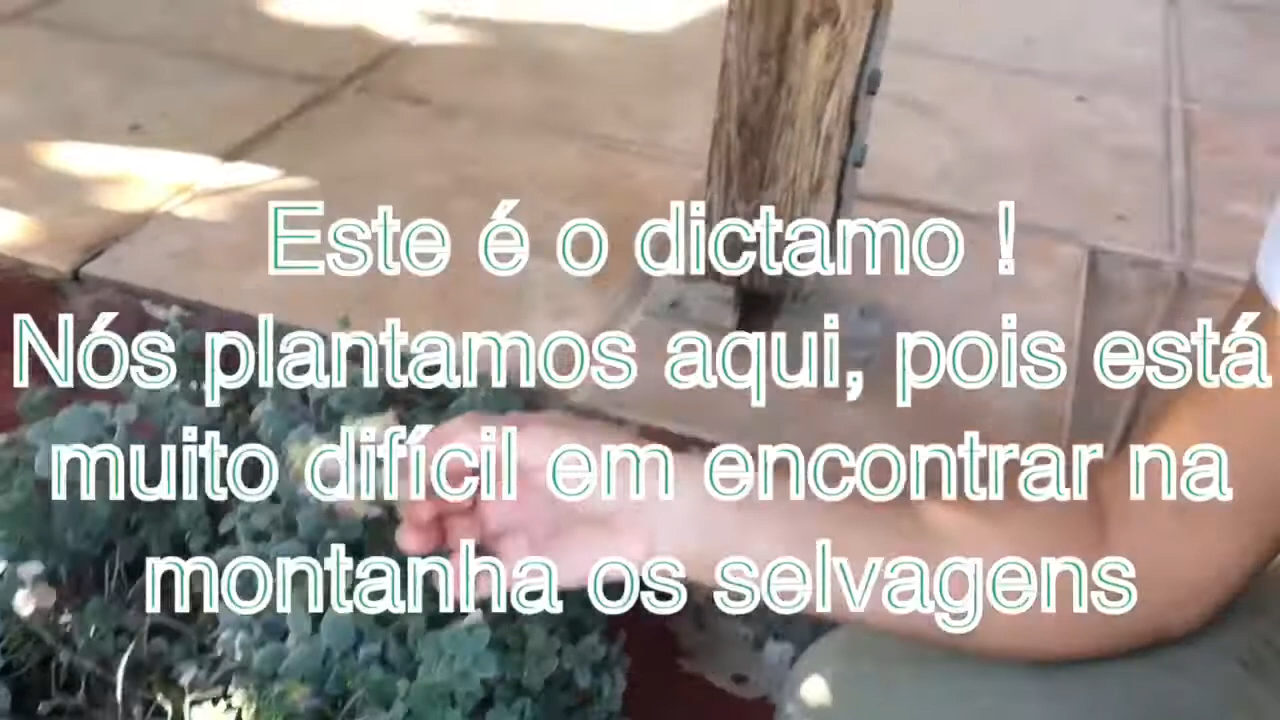 Este é o dictamo !
Nós plantamos aqui, pois está
muito difícil em encontrar na
montanha os selvagens